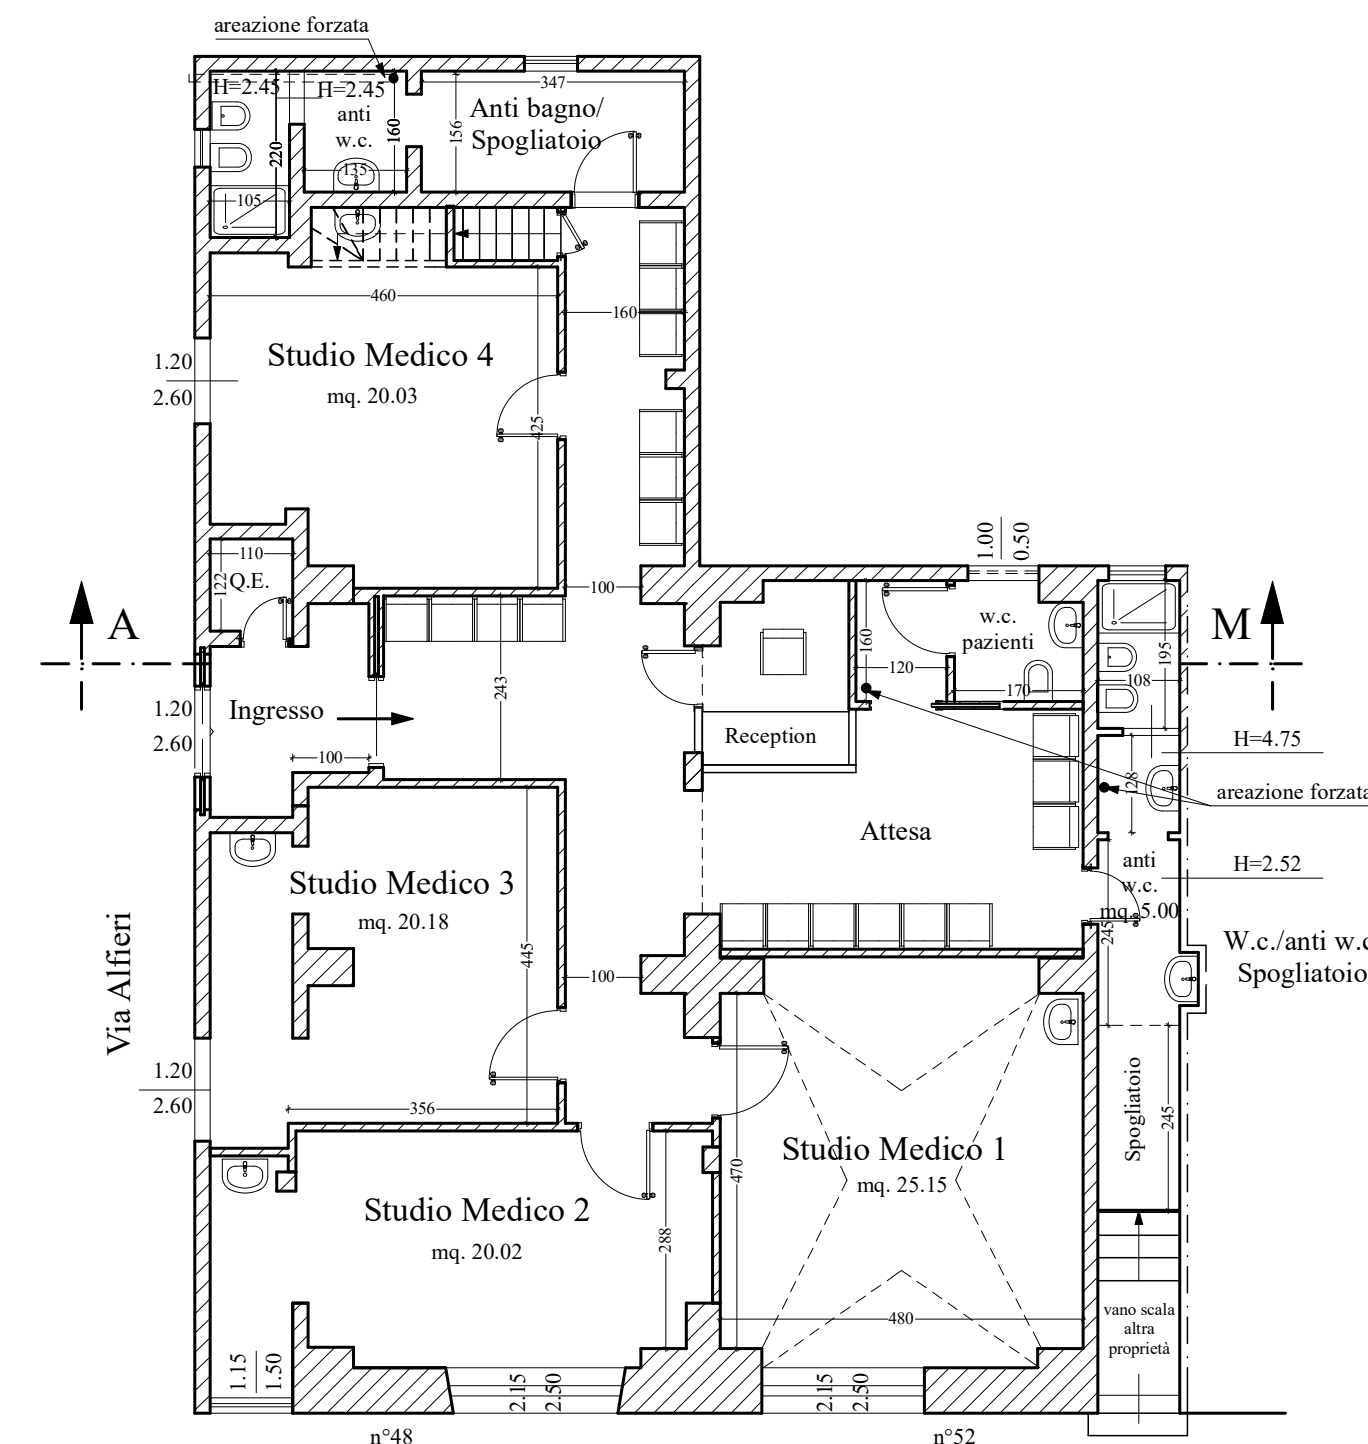 areazione forzata
H=2.45
H=2.45
347
anti
w.c.
160
156
Anti bagno/
Spogliatoio
220
135
105
460
160
1.20
2.60
Studio Medico 4
mq. 20.03
425
110
122
Q.E.
100
1.00
0.50
A
M
w.c.
pazienti
160
120
170
195
108
243
1.20
2.60
Ingresso
100
Reception
H=4.75
128
areazione forzata
Attesa
H=2.52
anti
w.c.
mq. 5.00
245
Studio Medico 3
mq. 20.18
445
100
W.c./anti w.c
Spogliatoio
Via Alfieri
1.20
2.60
356
Spogliatoio
245
Studio Medico 1
mq. 25.15
470
Studio Medico 2
mq. 20.02
288
480
vano scala
altra
proprietà
1.15
1.50
2.15
2.50
2.15
2.50
n°48
n°52